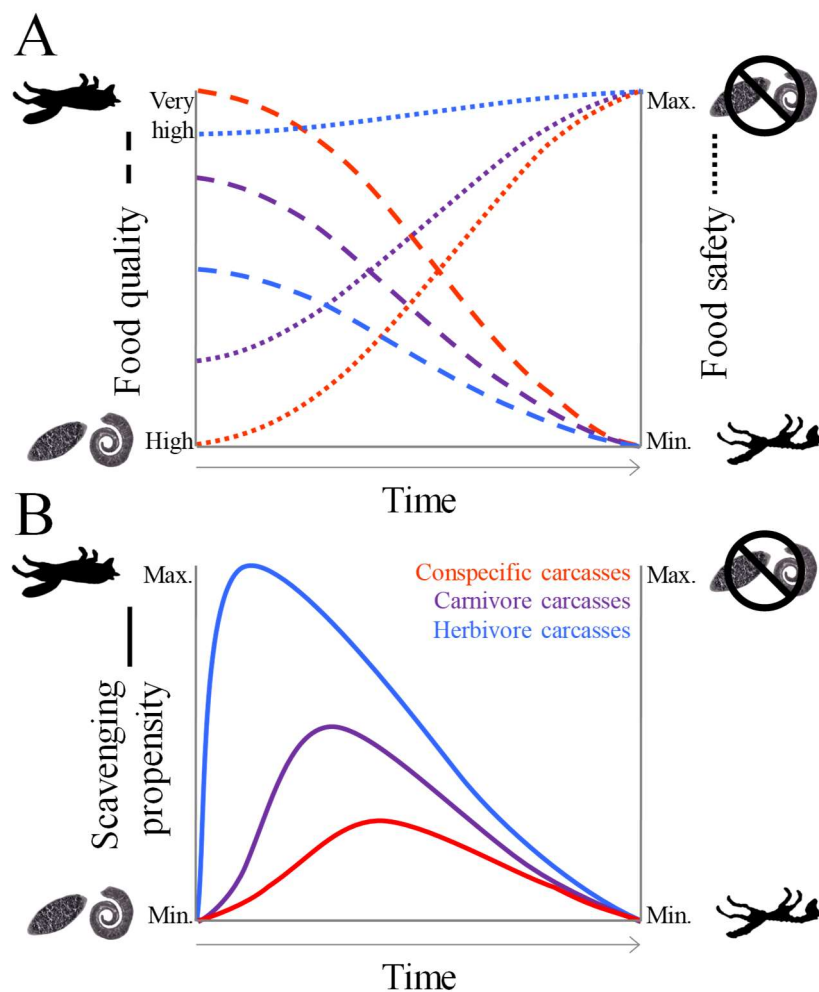 A
Very
high
Max.
Food quality
Food safety
High
Min.
Time
B
Max.
Conspecific carcasses
Max.
Carnivore carcasses
Herbivore carcasses
Scavenging
propensity
Min.
Min.
Time